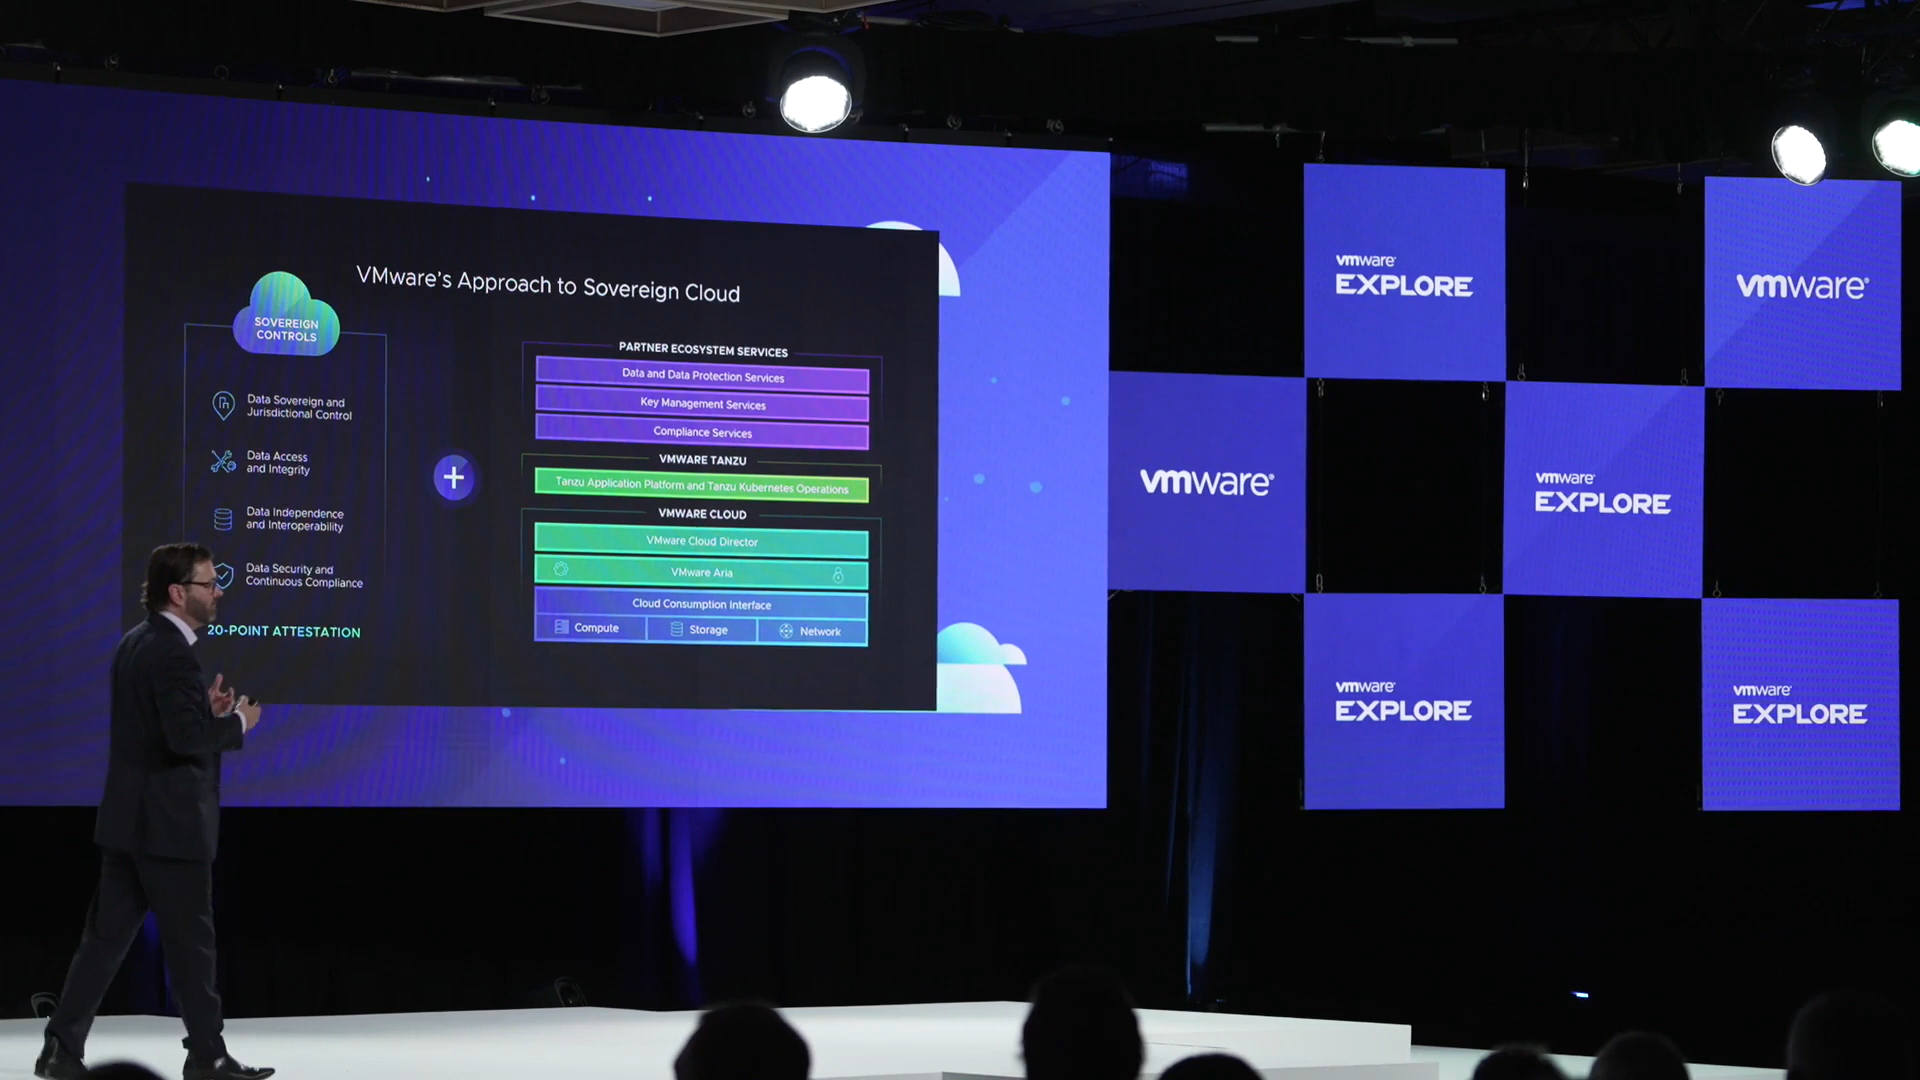 VMware's Approach to Sovereign Cloud
SOVEREIGN
CONTROLS
Data Sovereign and
Jurisdictional Control
Data Access
and Integrity
Data Independence
and Interoperability
Data Security and
Continuous Compliance
20-POINT ATTESTATION
+
PARTNER ECOSYSTEM SERVICES
Data and Data Protection Services
Key Management Services
Compliance Services
VMWARE TANZU
Tanzu Application Platform and Tanzu Kubernetes Operations
VMWARE CLOUD
VMware Cloud Director
VMware Aria
Cloud Consumption Interface
Compute
Storage
Network
vmware®
EXPLORE
vmware®
vmware®
vmware®
EXPLORE
vmware®
EXPLORE
vmware®
EXPLORE